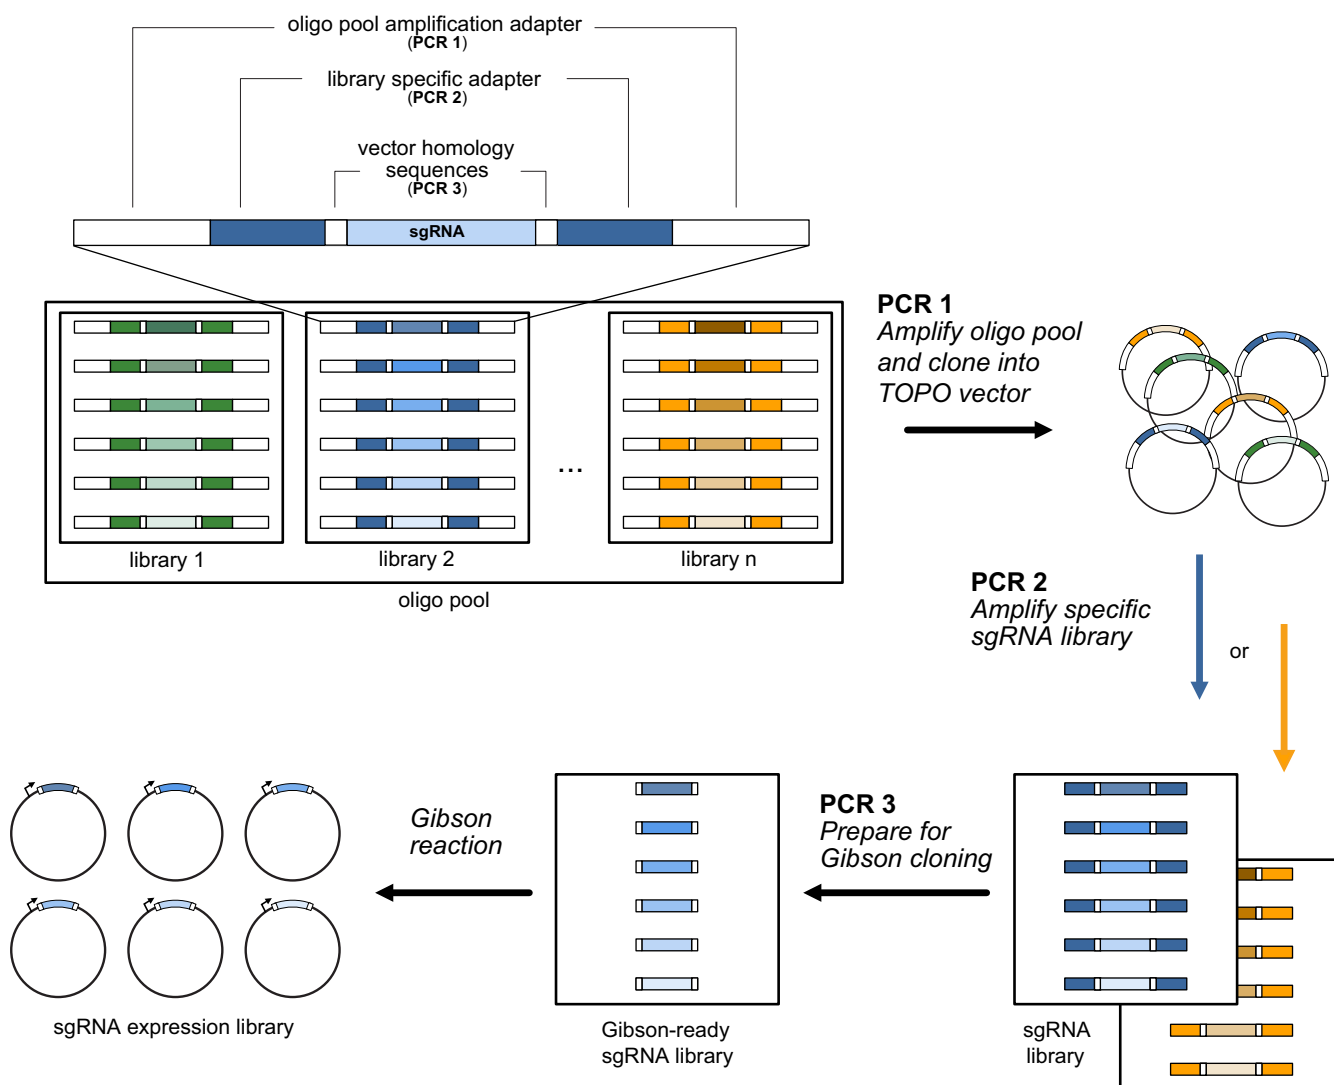 oligo pool amplification adapter
(PCR 1)
library specific adapter
(PCR 2)
vector homology
sequences
(PCR 3)
sgRNA
library 1
library 2
...
library n
oligo pool
PCR 1
Amplify oligo pool
and clone into
TOPO vector
PCR 2
Amplify specific
sgRNA library
or
sgRNA
library
PCR 3
Prepare for
Gibson cloning
Gibson-ready
sgRNA library
Gibson
reaction
sgRNA expression library